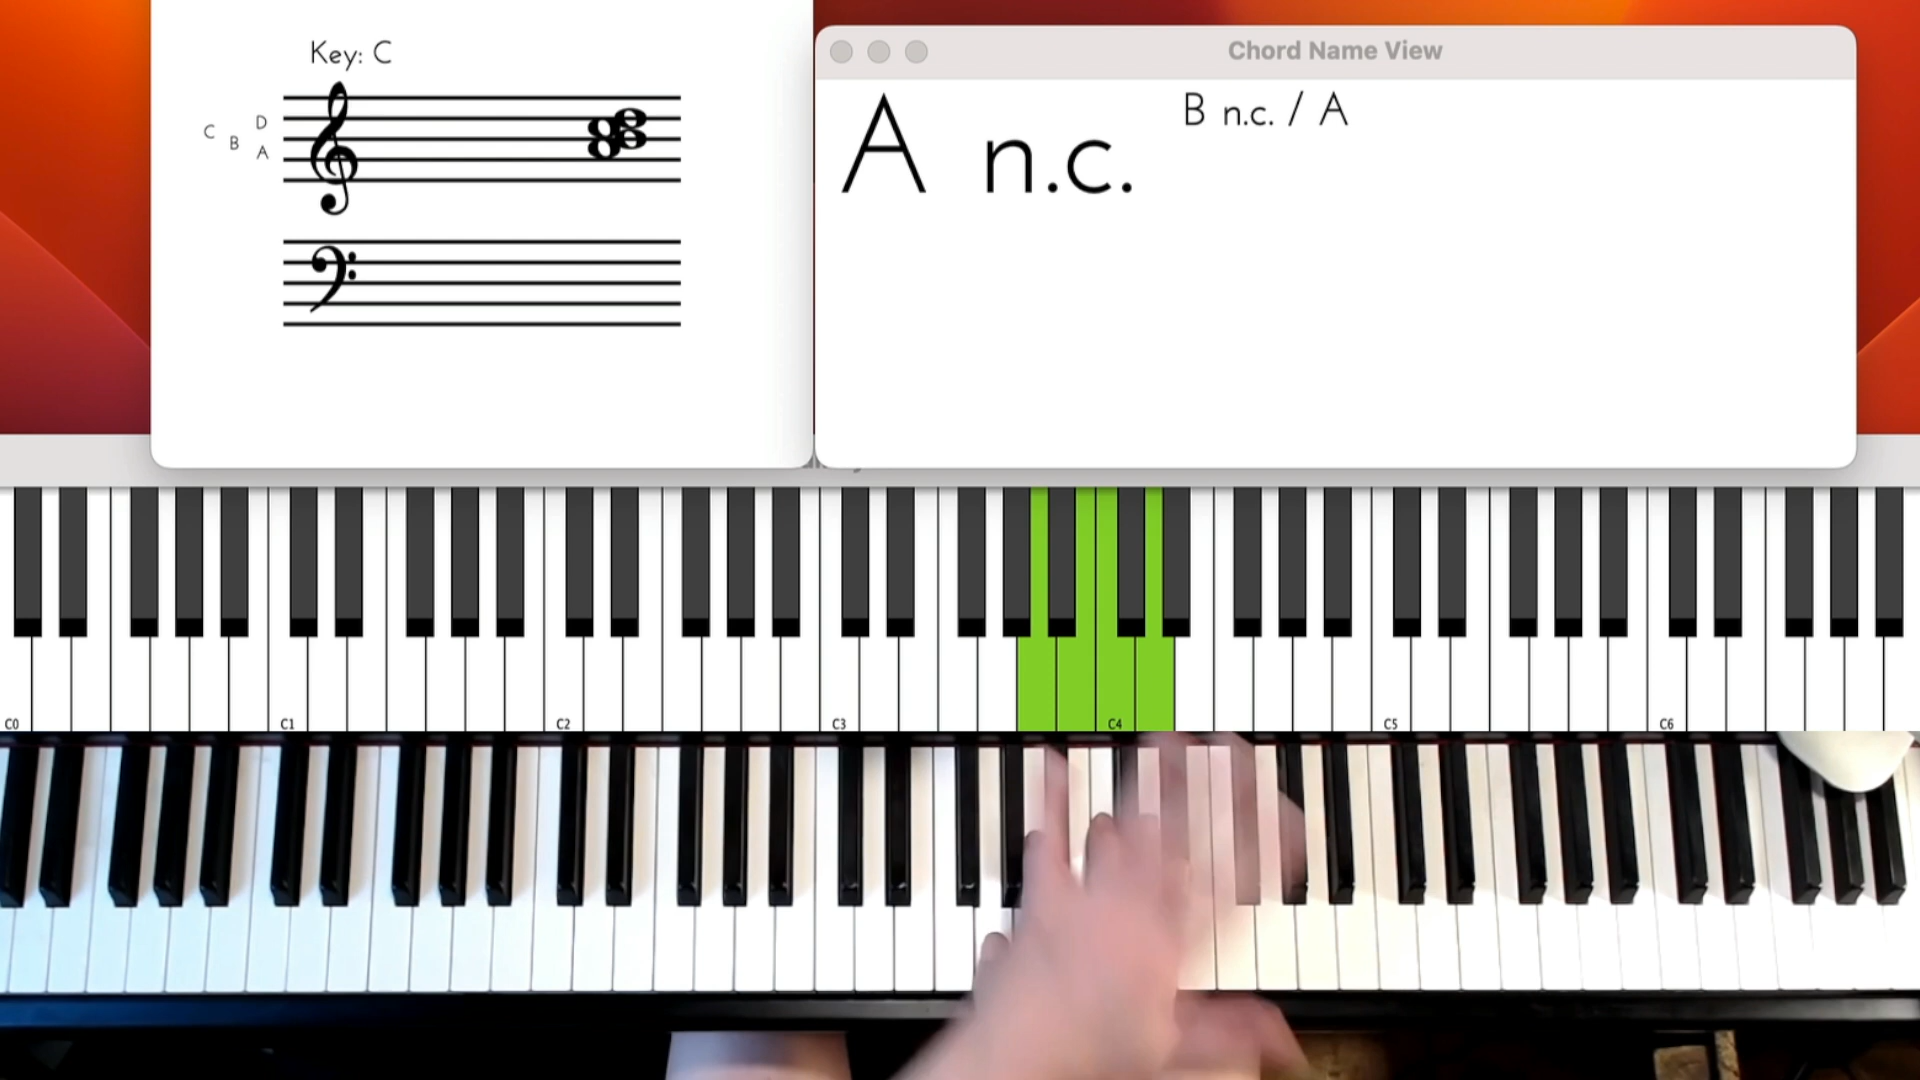 Key: C
D
C
B
A
Chord Name View
A n.c.
B n.c. / A
C0
C1
C2
C3
C4
C5
C6